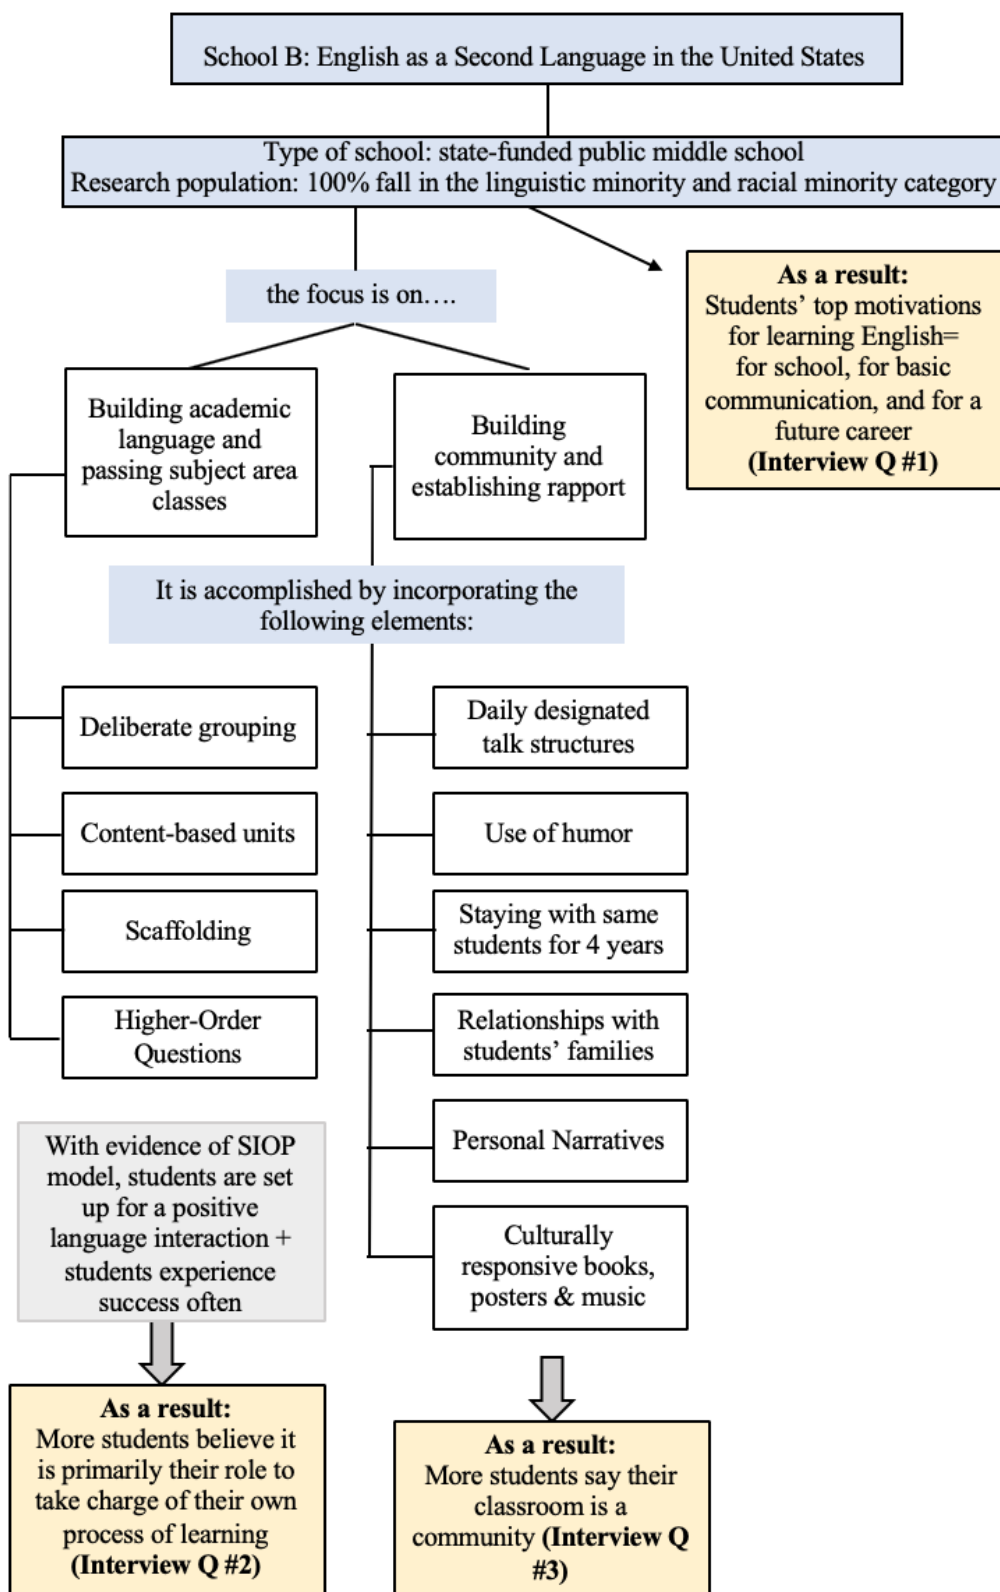 School B: English as a Second Language in the United States
Type of school: state-funded public middle school
Research population: 100% fall in the linguistic minority and racial minority category
As a result:
Students’ top motivations
for learning English=
for school, for basic
communication, and for a
future career
(Interview Q #1)
the focus is on….
Building academic
language and
passing subject area
classes
Building
community and
establishing rapport
It is accomplished by incorporating the
following elements:
Deliberate grouping
Content-based units
Scaffolding
Higher-Order
Questions
Daily designated
talk structures
Use of humor
Staying with same
students for 4 years
Relationships with
students’ families
Personal Narratives
Culturally
responsive books,
posters & music
With evidence of SIOP
model, students are set
up for a positive
language interaction +
students experience
success often
As a result:
More students believe it
is primarily their role to
take charge of their own
process of learning
(Interview Q #2)
As a result:
More students say their
classroom is a
community (Interview Q
#3)